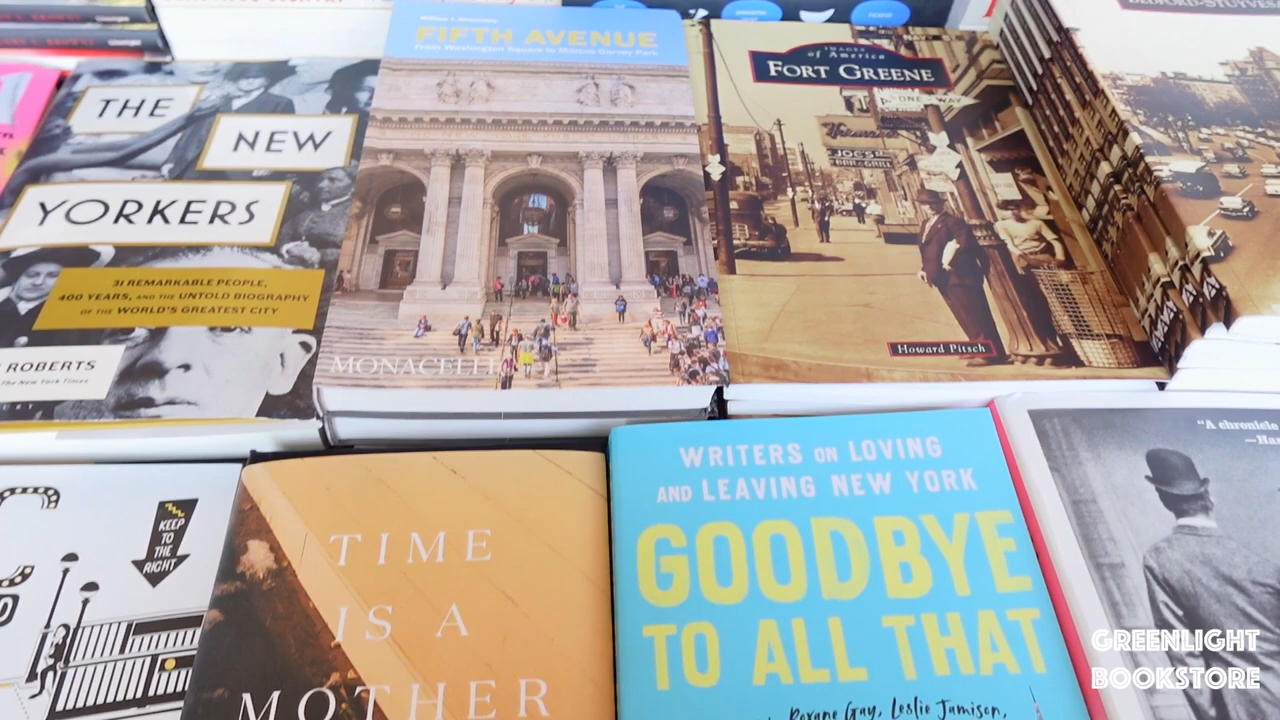 THE
NEW
YORKERS
31 REMARKABLE PEOPLE,
400 YEARS, AND THE UNTOLD BIOGRAPHY
OF THE WORLD'S GREATEST CITY
ROBERTS
The New York Times
FIFTH AVENUE
From Washington Square to Marcus Garvey Park
MONACELLI
IMAGES
of America
FORT GREENE
ONE WAY
JOE'S
BAR & GRILL
Howard Pitsch
BEDFORD-STUYVES
KEEP
TO
THE
RIGHT
TIME
IS A
MOTHER
WRITERS ON LOVING
AND LEAVING NEW YORK
GOODBYE
TO ALL THAT
Roxane Gay, Leslie Jamison,
"A chronicle
GREENLIGHT
BOOKSTORE